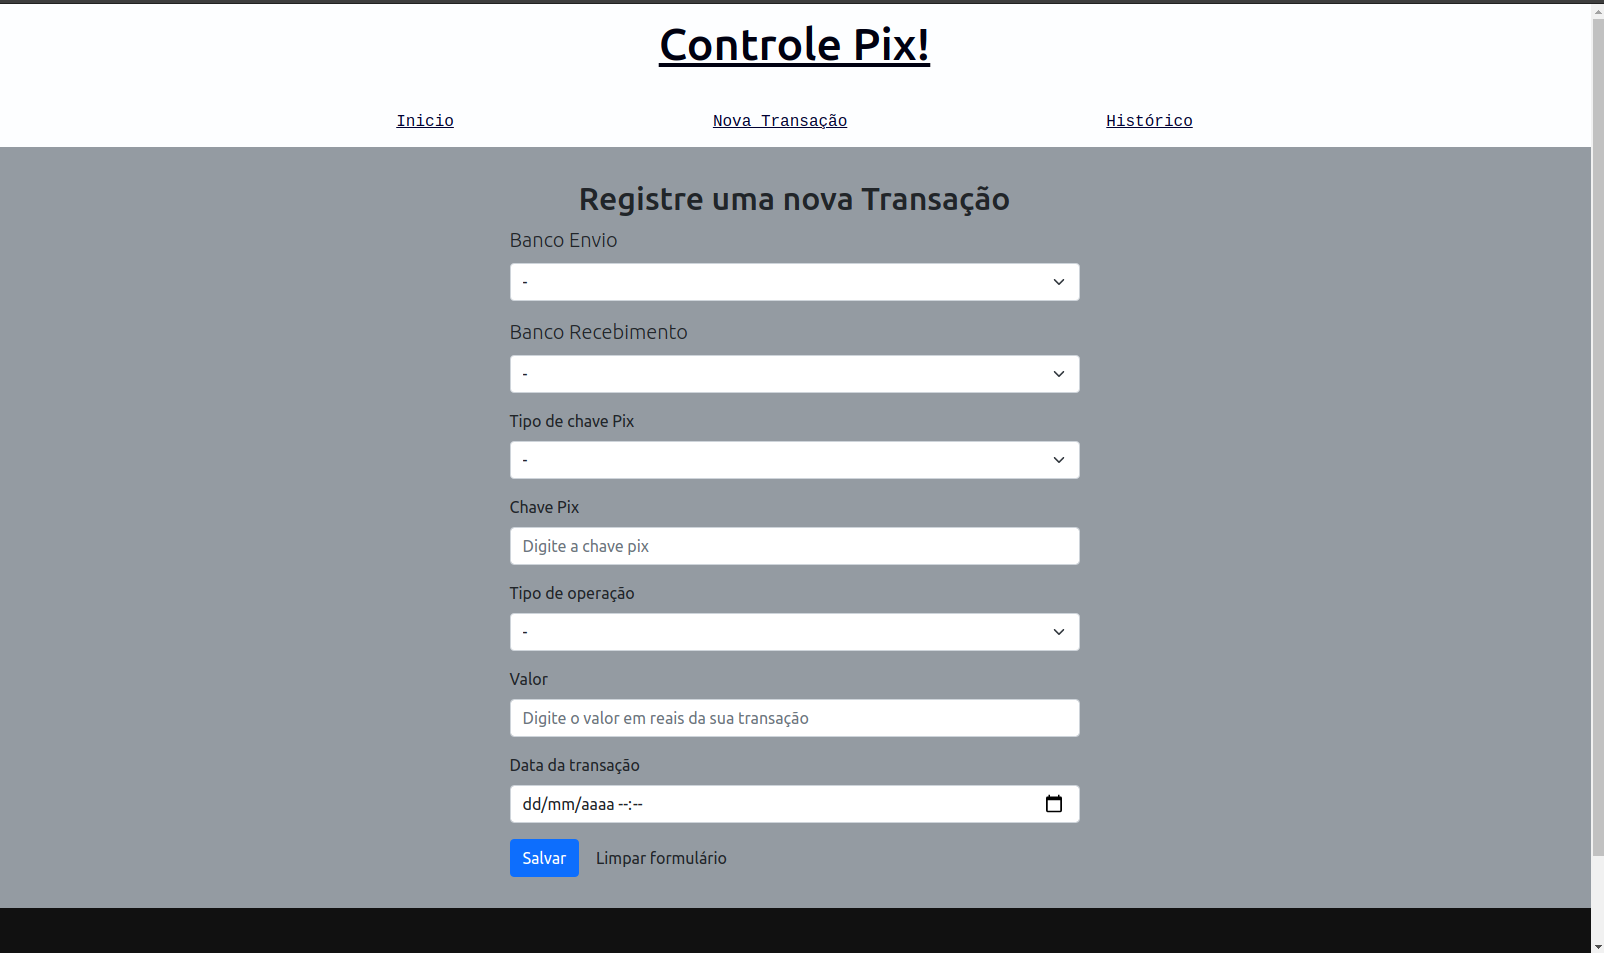 Controle Pix!
Inicio Nova Transação Histórico
Registre uma nova Transação
Banco Envio
-
Banco Recebimento
-
Tipo de chave Pix
-
Chave Pix
Digite a chave pix
Tipo de operação
-
Valor
Digite o valor em reais da sua transação
Data da transação
dd/mm/aaaa --:--
Salvar Limpar formulário